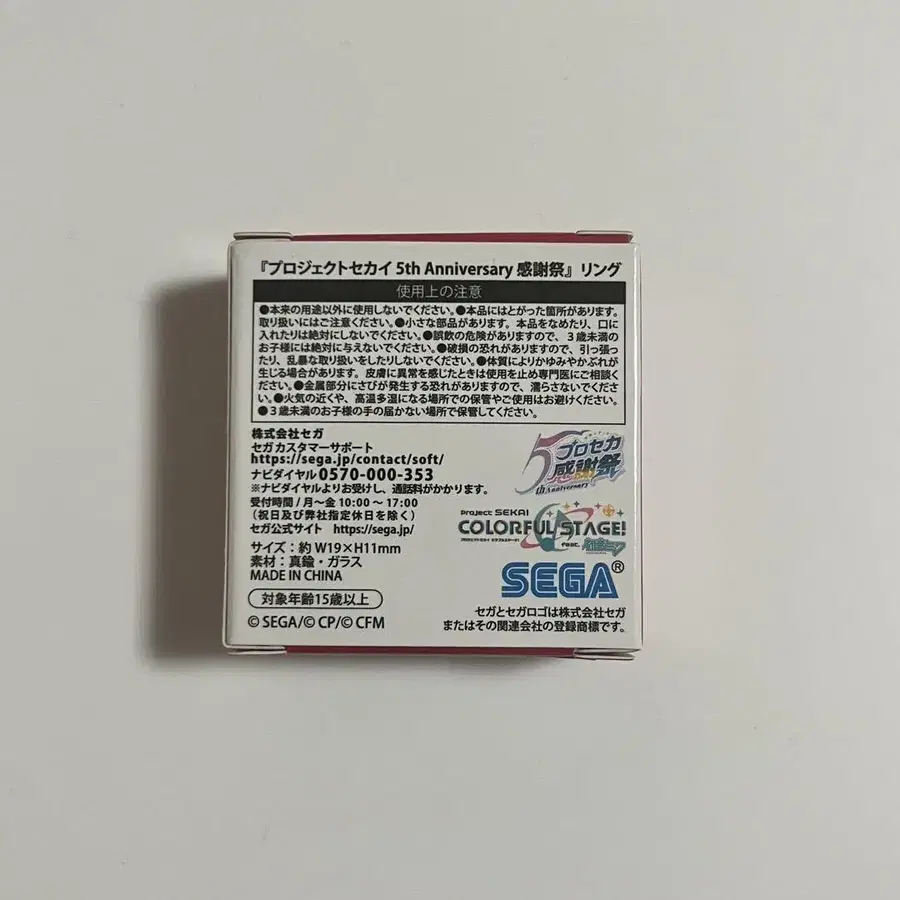 『プロジェクトセカイ 5th Anniversary 感謝祭』リング
使用上の注意
●本来の用途以外に使用しないでください。●本品にはとがった箇所があります。
取り扱いにはご注意ください。●小さな部品があります。本品をなめたり、口に
入れたりは絶対にしないでください。●誤飲の危険がありますので、3歳未満の
お子様には絶対に与えないでください。●破損の恐れがありますので、引っ張っ
たり、乱暴な取り扱いをしたりしないでください。●体質によりかゆみやかぶれが
生じる場合があります。皮膚に異常を感じたときは使用を止め専門医にご相談く
ださい。●金属部分にさびが発生する恐れがありますので、濡らさないでくださ
い。●火気の近くや、高温多湿になる場所での保管やご使用はお避けください。
●3歳未満のお子様の手の届かない場所で保管してください。
株式会社セガ
セガ カスタマーサポート
https://sega.jp/contact/soft/
ナビダイヤル 0570-000-353
※ナビダイヤルよりお受けし、通話料がかかります。
受付時間 / 月～金 10:00 ～ 17:00
(祝日及び弊社指定休日を除く)
セガ公式サイト https://sega.jp/
サイズ:約 W19×H11mm
素材:真鍮・ガラス
MADE IN CHINA
対象年齢15歳以上
© SEGA/© CP/© CFM
5 プロセカ
感謝祭
th Anniversary
Project SEKAI
COLORFUL STAGE!
初音ミク
SEGA®
セガとセガロゴは株式会社セガ
またはその関連会社の登録商標です。